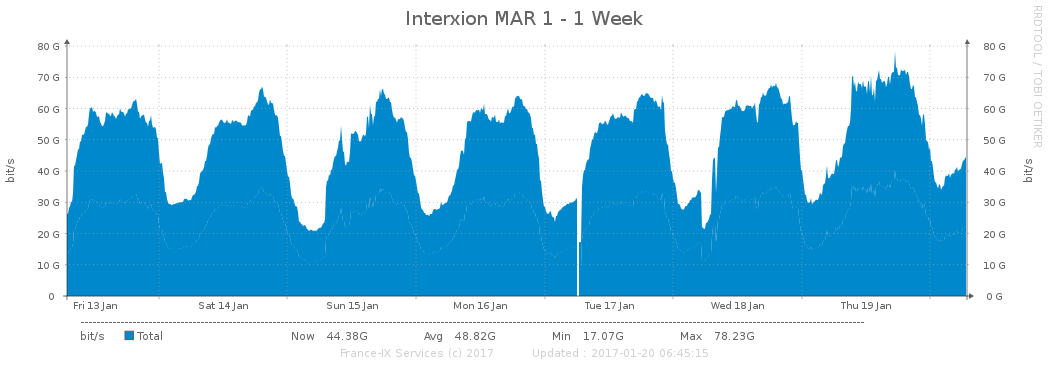 Interxion MAR 1 - 1 Week
RRDTOOL / TOBI OETIKER
80 G 80 G
70 G 70 G
60 G 60 G
50 G 50 G
40 G 40 G
30 G 30 G
20 G 20 G
10 G 10 G
0 0 G
bit/s bit/s
Fri 13 Jan Sat 14 Jan Sun 15 Jan Mon 16 Jan Tue 17 Jan Wed 18 Jan Thu 19 Jan
bit/s Total Now 44.38G Avg 48.82G Min 17.07G Max 78.23G
France-IX Services (c) 2017 Updated : 2017-01-20 06:45:15